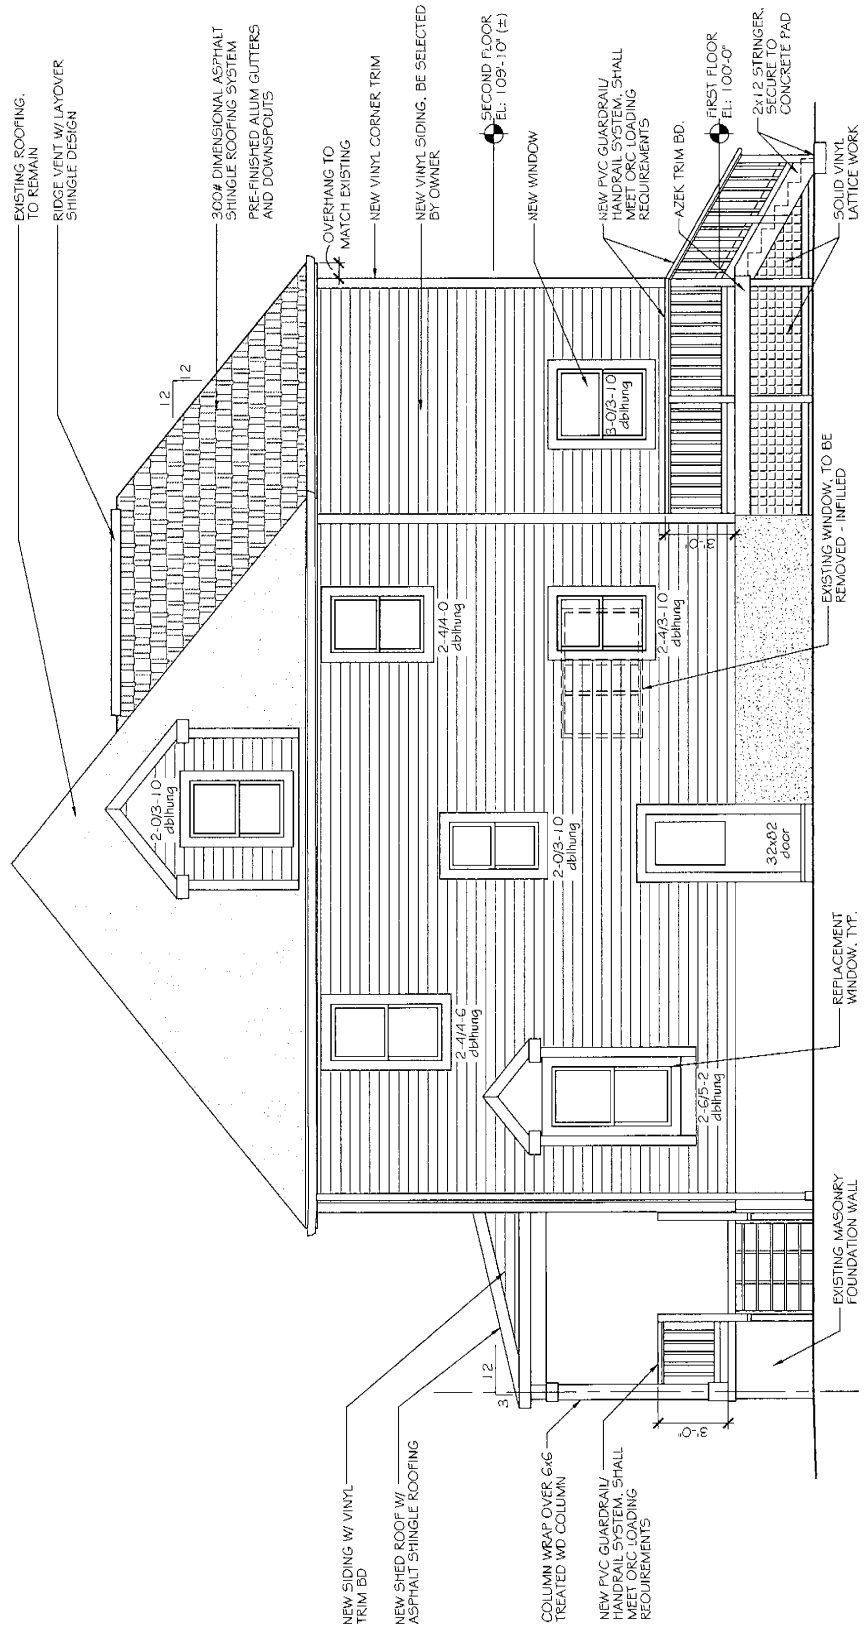 EXISTING ROOFING,
TO REMAIN
RIDGE VENT W/ LAYOVER
SHINGLE DESIGN
300# DIMENSIONAL ASPHALT
SHINGLE ROOFING SYSTEM
PRE-FINISHED ALUM GUTTERS
AND DOWNSPOUTS
12
12
OVERHANG TO
MATCH EXISTING
NEW VINYL CORNER TRIM
NEW VINYL SIDING, BE SELECTED
BY OWNER
SECOND FLOOR
EL: 109'-10" (±)
NEW WINDOW
NEW PVC GUARDRAIL/
HANDRAIL SYSTEM, SHALL
MEET ORC LOADING
REQUIREMENTS
AZEK TRIM BD.
FIRST FLOOR
EL: 100'-0"
2x12 STRINGER,
SECURE TO
CONCRETE PAD
SOLID VINYL
LATTICE WORK
2-0/3-10
dblhung
2-4/4-6
dblhung
2-4/4-0
dblhung
2-0/3-10
dblhung
3-0/3-10
dblhung
2-4/3-10
dblhung
2-6/5-2
dblhung
32x82
door
3'-0"
EXISTING WINDOW, TO BE
REMOVED - INFILLED
REPLACEMENT
WINDOW, TYP.
EXISTING MASONRY
FOUNDATION WALL
NEW SIDING W/ VINYL
TRIM BD
NEW SHED ROOF W/
ASPHALT SHINGLE ROOFING
12
3
COLUMN WRAP OVER 6x6
TREATED WD COLUMN
NEW PVC GUARDRAIL/
HANDRAIL SYSTEM, SHALL
MEET ORC LOADING
REQUIREMENTS
3'-0"